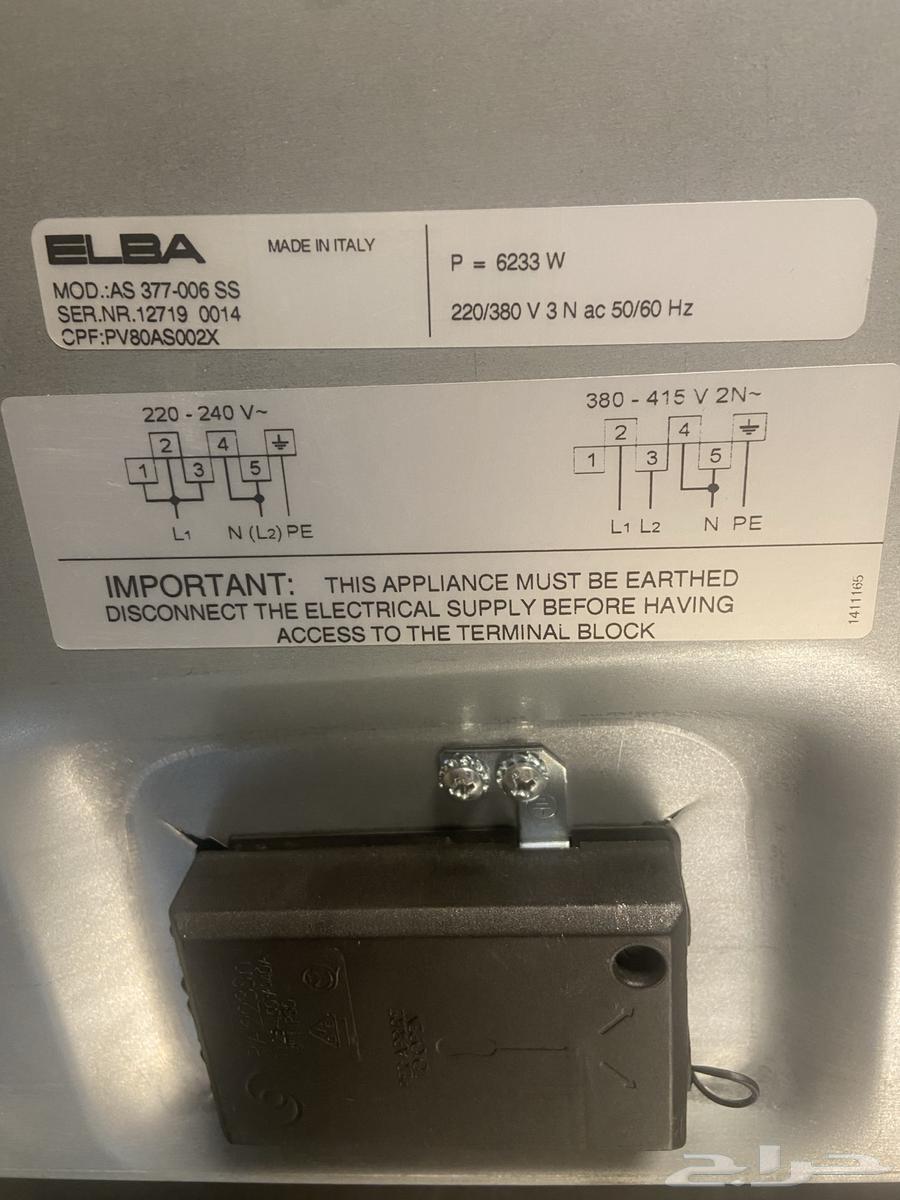 ELBA
MADE IN ITALY
MOD.:AS 377-006 SS
SER.NR.12719 0014
CPF:PV80AS002X
P = 6233 W
220/380 V 3 N ac 50/60 Hz
220 - 240 V~
2 4
1 3 5
L1 N (L2) PE
380 - 415 V 2N~
2 4
1 3 5
L1 L2 N PE
IMPORTANT: THIS APPLIANCE MUST BE EARTHED
DISCONNECT THE ELECTRICAL SUPPLY BEFORE HAVING
ACCESS TO THE TERMINAL BLOCK
1411165
حراج